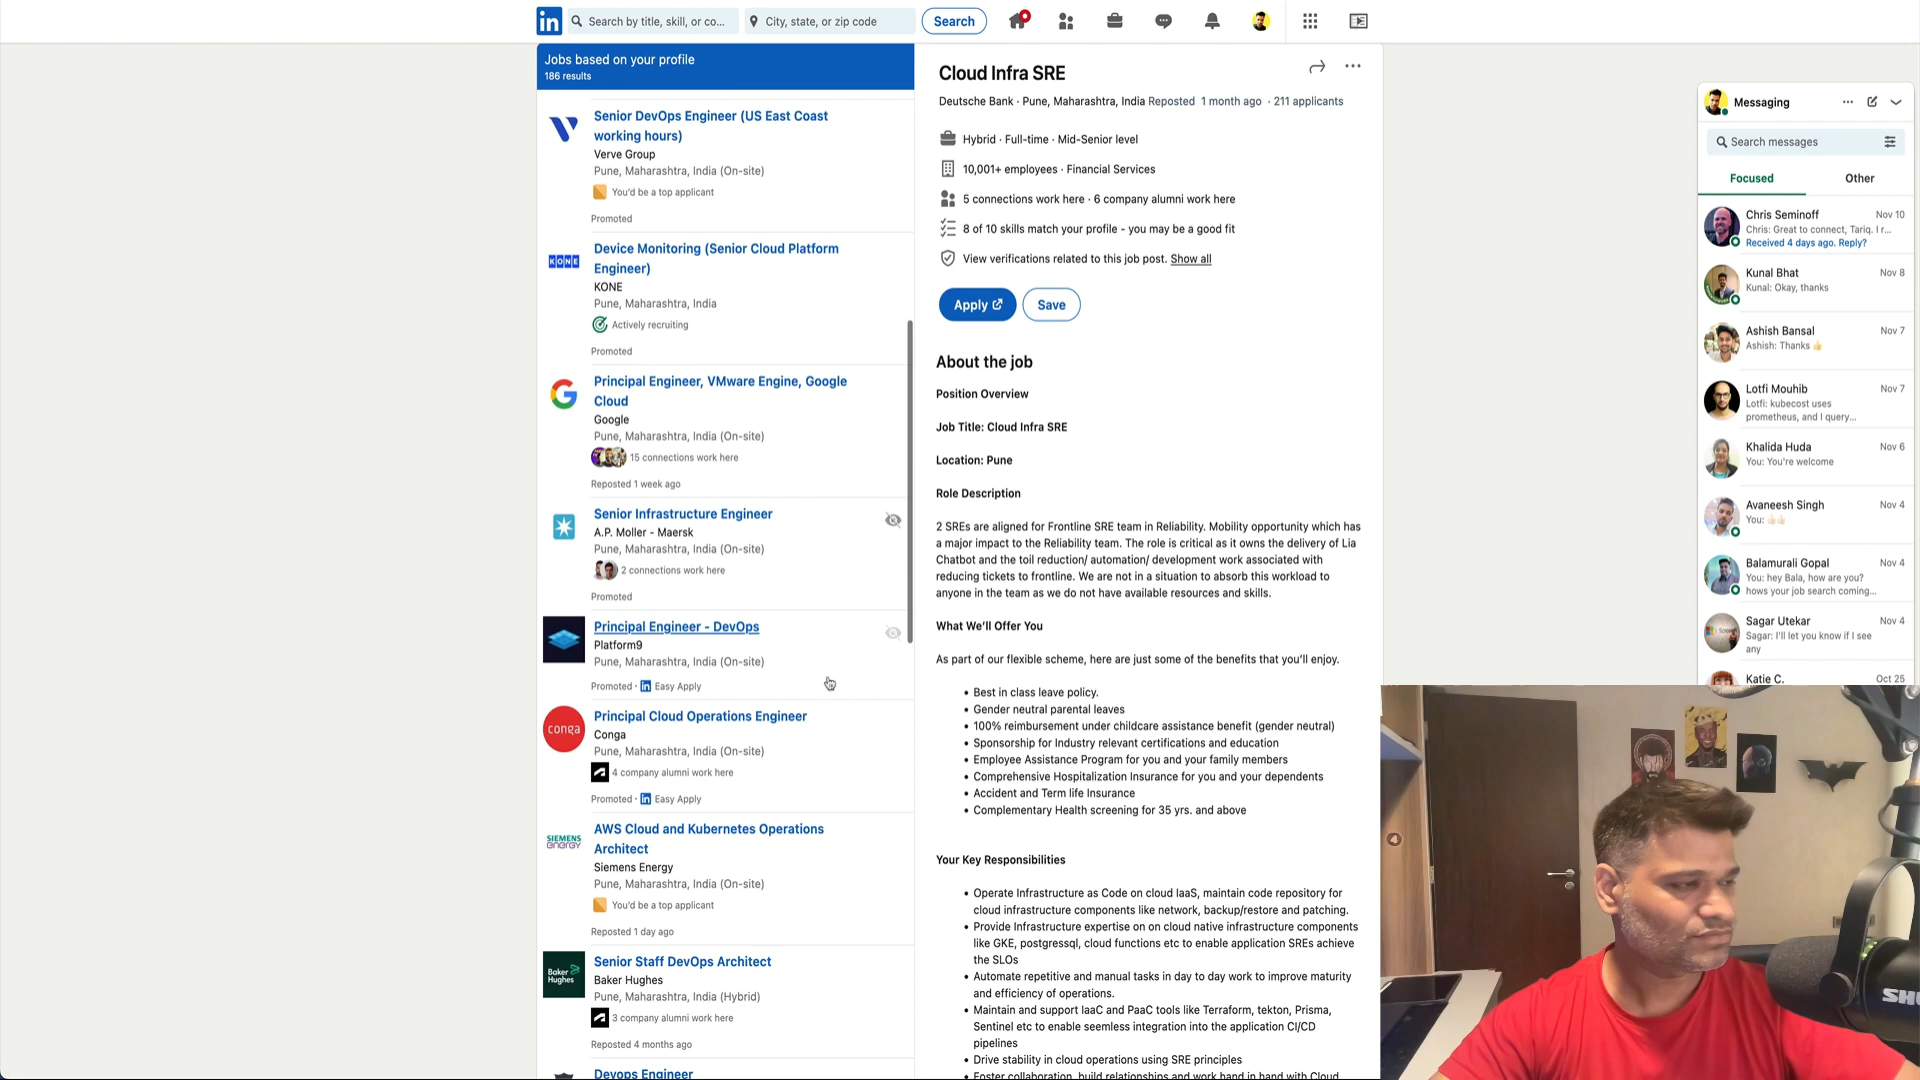 Search by title, skill, or co...
City, state, or zip code
Search
Jobs based on your profile
186 results
Senior DevOps Engineer (US East Coast
working hours)
Verve Group
Pune, Maharashtra, India (On-site)
You'd be a top applicant
Promoted
KONE
Device Monitoring (Senior Cloud Platform
Engineer)
KONE
Pune, Maharashtra, India
Actively recruiting
Promoted
Principal Engineer, VMware Engine, Google
Cloud
Google
Pune, Maharashtra, India (On-site)
15 connections work here
Reposted 1 week ago
Senior Infrastructure Engineer
A.P. Moller - Maersk
Pune, Maharashtra, India (On-site)
2 connections work here
Promoted
Principal Engineer - DevOps
Platform9
Pune, Maharashtra, India (On-site)
Promoted · Easy Apply
conga
Principal Cloud Operations Engineer
Conga
Pune, Maharashtra, India (On-site)
4 company alumni work here
Promoted · Easy Apply
SIEMENS
energy
AWS Cloud and Kubernetes Operations
Architect
Siemens Energy
Pune, Maharashtra, India (On-site)
You'd be a top applicant
Reposted 1 day ago
Baker
Hughes
Senior Staff DevOps Architect
Baker Hughes
Pune, Maharashtra, India (Hybrid)
3 company alumni work here
Reposted 4 months ago
Devops Engineer
Cloud Infra SRE
Deutsche Bank · Pune, Maharashtra, India Reposted 1 month ago · 211 applicants
Hybrid · Full-time · Mid-Senior level
10,001+ employees · Financial Services
5 connections work here · 6 company alumni work here
8 of 10 skills match your profile - you may be a good fit
View verifications related to this job post. Show all
Apply
Save
About the job
Position Overview
Job Title: Cloud Infra SRE
Location: Pune
Role Description
2 SREs are aligned for Frontline SRE team in Reliability. Mobility opportunity which has
a major impact to the Reliability team. The role is critical as it owns the delivery of Lia
Chatbot and the toil reduction/ automation/ development work associated with
reducing tickets to frontline. We are not in a situation to absorb this workload to
anyone in the team as we do not have available resources and skills.
What We'll Offer You
As part of our flexible scheme, here are just some of the benefits that you'll enjoy.
• Best in class leave policy.
• Gender neutral parental leaves
• 100% reimbursement under childcare assistance benefit (gender neutral)
• Sponsorship for Industry relevant certifications and education
• Employee Assistance Program for you and your family members
• Comprehensive Hospitalization Insurance for you and your dependents
• Accident and Term life Insurance
• Complementary Health screening for 35 yrs. and above
Your Key Responsibilities
• Operate Infrastructure as Code on cloud IaaS, maintain code repository for
cloud infrastructure components like network, backup/restore and patching.
• Provide Infrastructure expertise on on cloud native infrastructure components
like GKE, postgressql, cloud functions etc to enable application SREs achieve
the SLOs
• Automate repetitive and manual tasks in day to day work to improve maturity
and efficiency of operations.
• Maintain and support IaaC and PaaC tools like Terraform, tekton, Prisma,
Sentinel etc to enable seemless integration into the application CI/CD
pipelines
• Drive stability in cloud operations using SRE principles
• Foster collaboration, build relationships and work hand in hand with Cloud
Messaging
Search messages
Focused
Other
Chris Seminoff Nov 10
Chris: Great to connect, Tariq. I r...
Received 4 days ago. Reply?
Kunal Bhat Nov 8
Kunal: Okay, thanks
Ashish Bansal Nov 7
Ashish: Thanks 👍
Lotfi Mouhib Nov 7
Lotfi: kubecost uses
prometheus, and I query...
Khalida Huda Nov 6
You: You're welcome
Avaneesh Singh Nov 4
You: 👍👍
Balamurali Gopal Nov 4
You: hey Bala, how are you?
hows your job search coming...
Sagar Utekar Nov 4
Sagar: I'll let you know if I see
any
Katie C. Oct 25